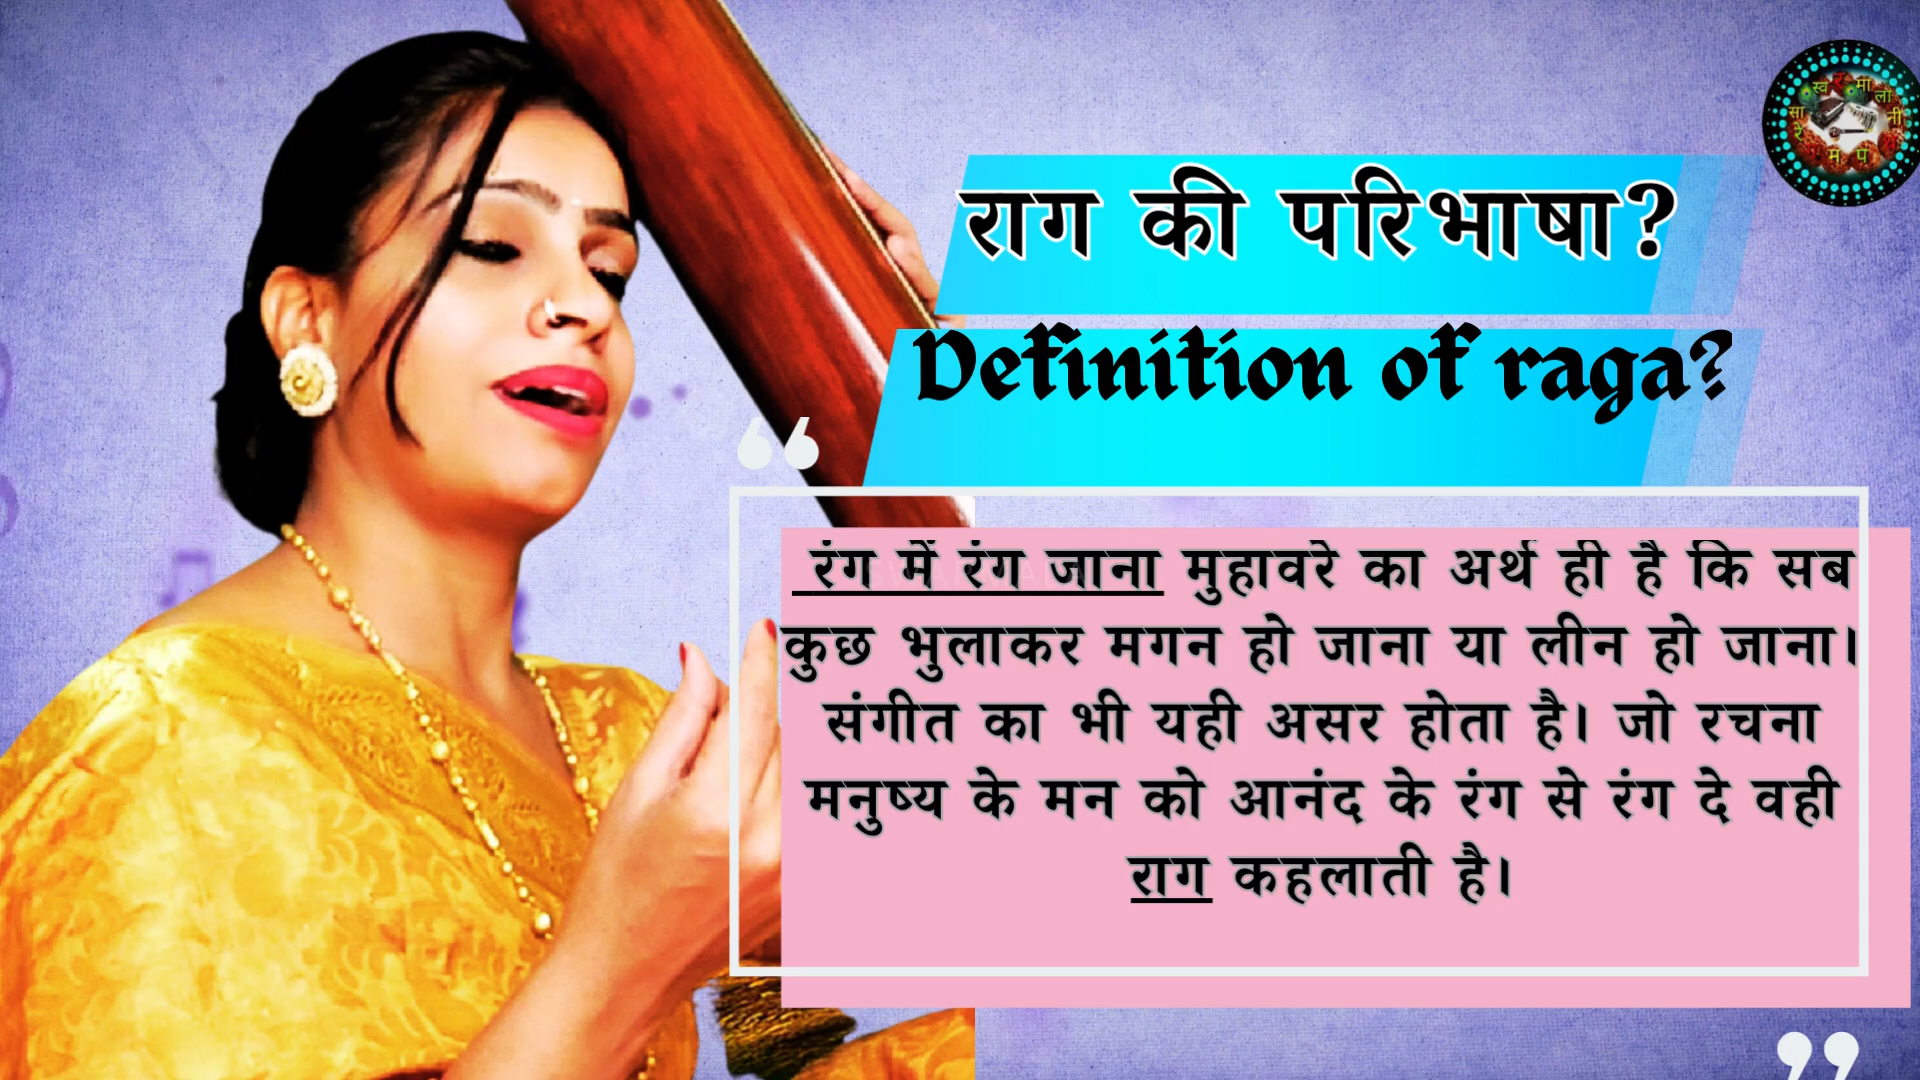 राग की परिभाषा?
Definition of raga?
रंग में रंग जाना मुहावरे का अर्थ ही है कि सब
कुछ भुलाकर मगन हो जाना या लीन हो जाना।
संगीत का भी यही असर होता है। जो रचना
मनुष्य के मन को आनंद के रंग से रंग दे वही
राग कहलाती है।